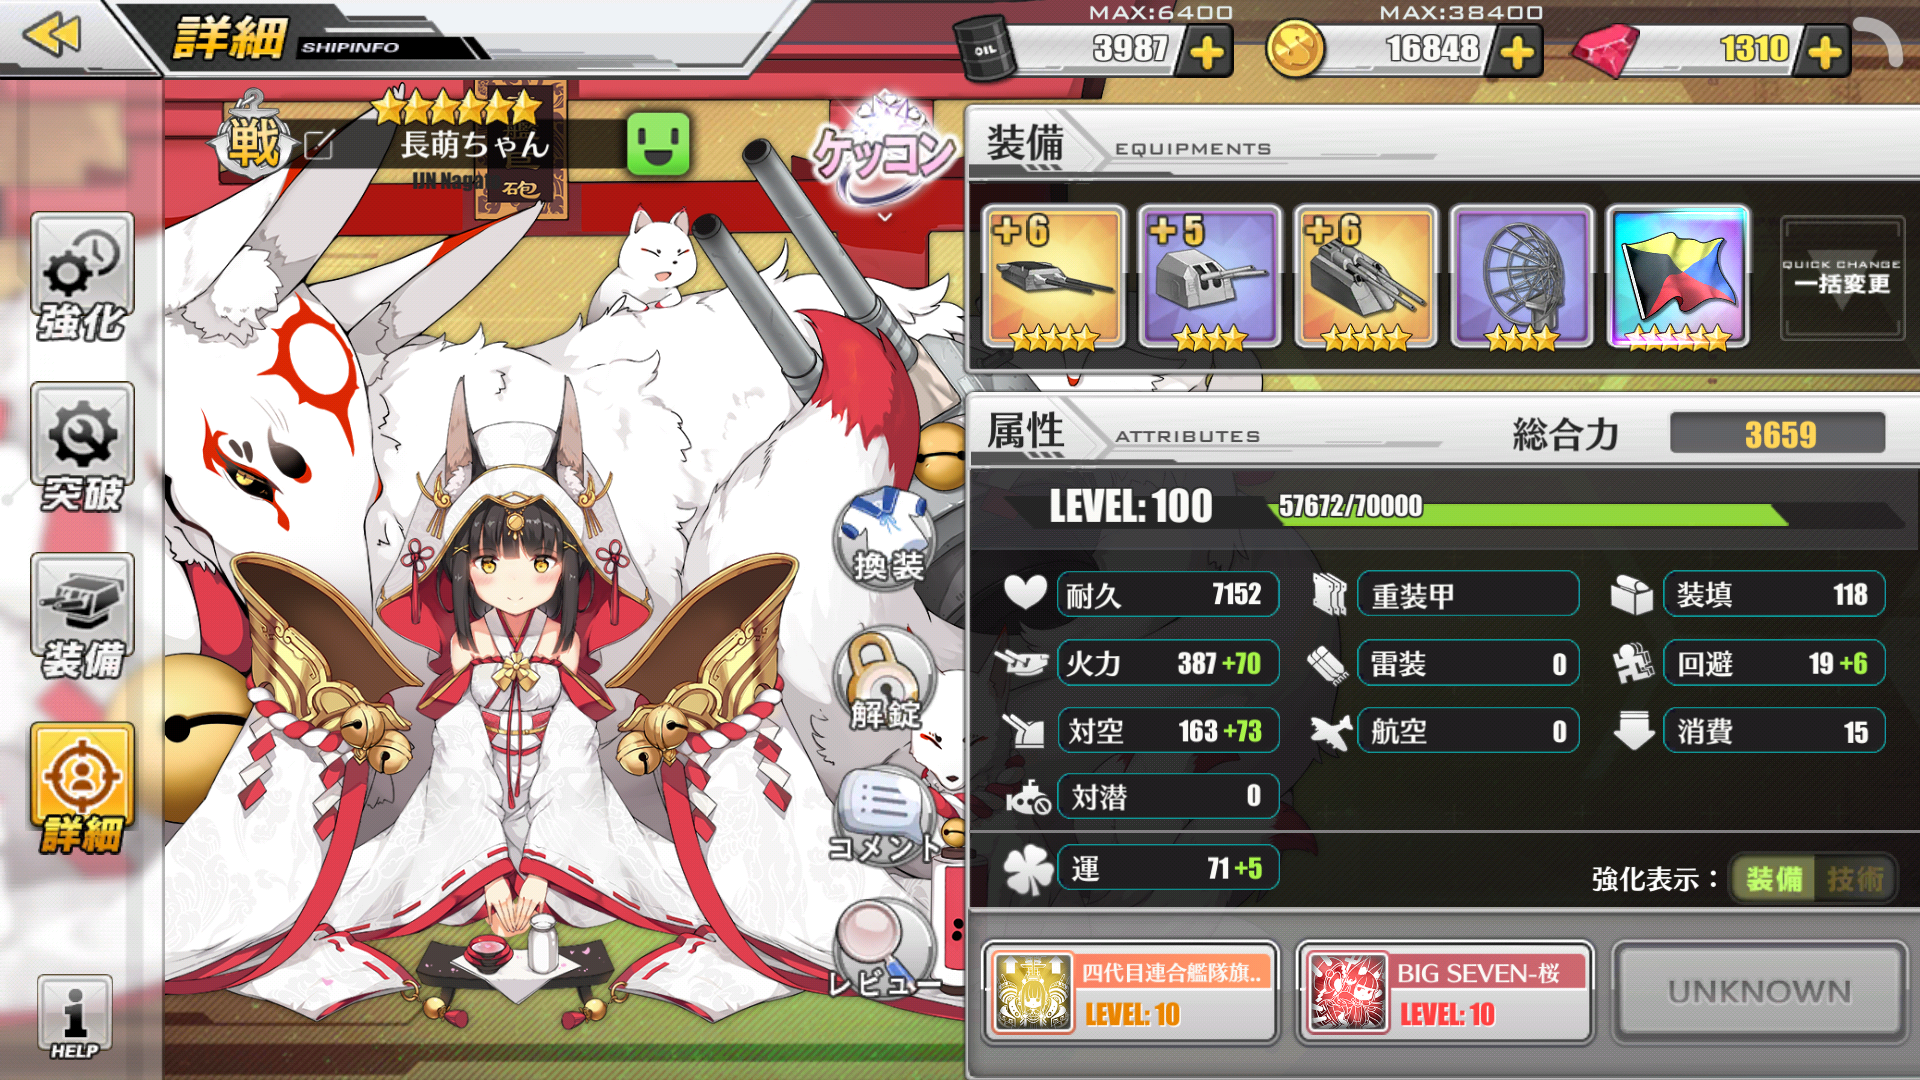 詳細
SHIPINFO
OIL
MAX:6400
3987
MAX:38400
16848
1310
戦
長萌ちゃん
IJN Nagato
砲
ケッコン
強化
突破
装備
詳細
HELP
換装
解錠
コメント
レビュー
装備
EQUIPMENTS
+6
+5
+6
QUICK CHANGE
一括変更
属性
ATTRIBUTES
総合力
3659
LEVEL:100
57672/70000
耐久 7152
重装甲
装填 118
火力 387 +70
雷装 0
回避 19 +6
対空 163 +73
航空 0
消費 15
対潜 0
運 71 +5
強化表示：
装備 技術
四代目連合艦隊旗..
LEVEL: 10
BIG SEVEN-桜
LEVEL: 10
UNKNOWN